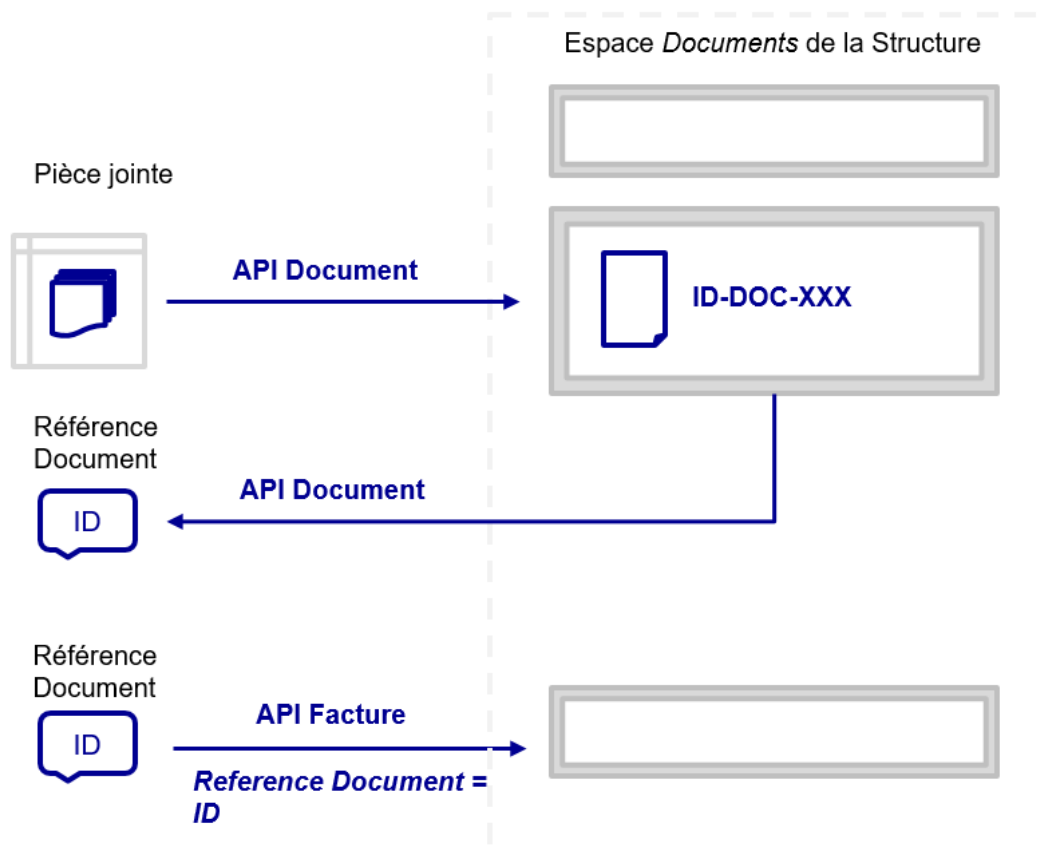 Espace Documents de la Structure
Pièce jointe
API Document
ID-DOC-XXX
Référence
Document
API Document
ID
Référence
Document
API Facture
ID
Reference Document =
ID